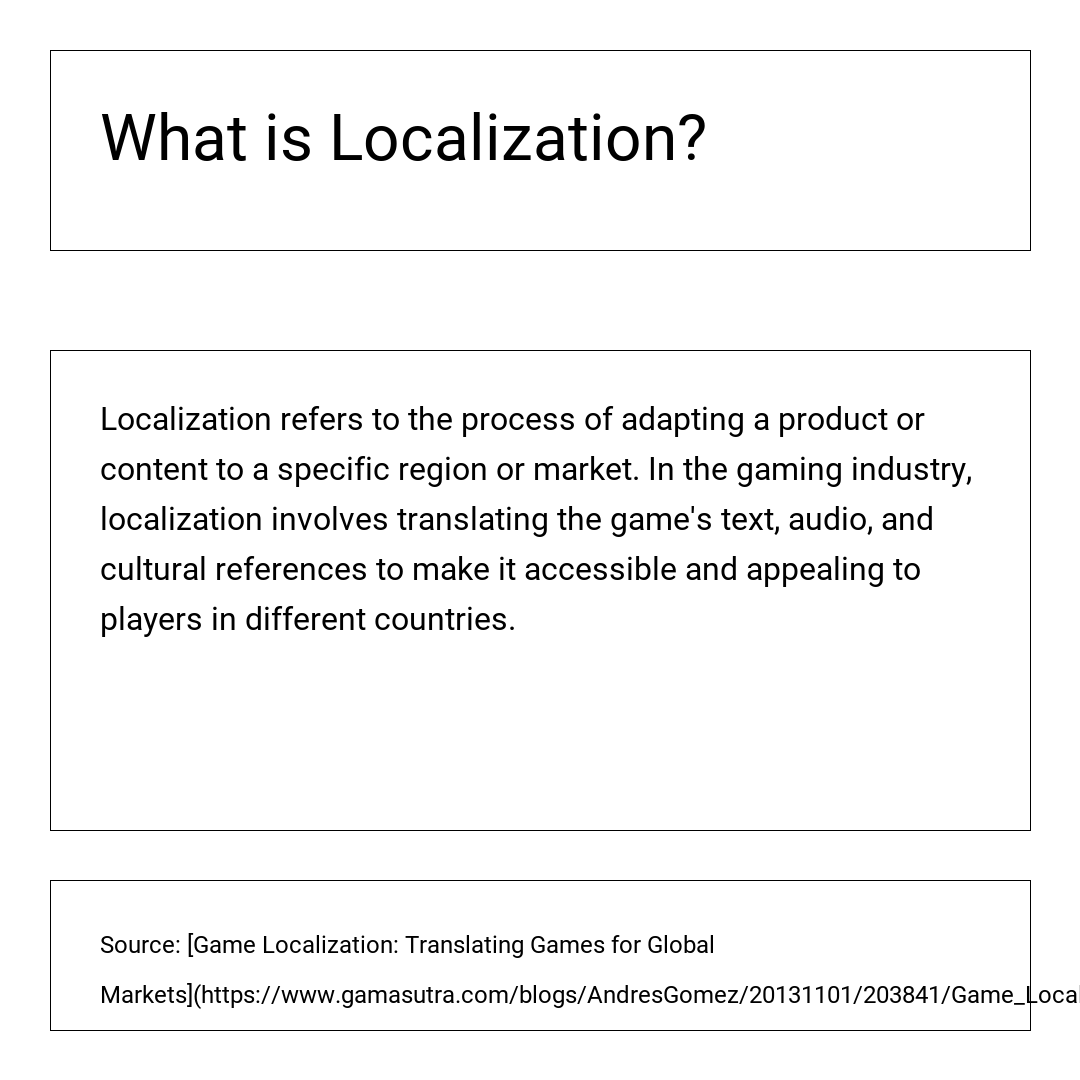 What is Localization?
Localization refers to the process of adapting a product or
content to a specific region or market. In the gaming industry,
localization involves translating the game's text, audio, and
cultural references to make it accessible and appealing to
players in different countries.
Source: [Game Localization: Translating Games for Global
Markets](https://www.gamasutra.com/blogs/AndresGomez/20131101/203841/Game_Local